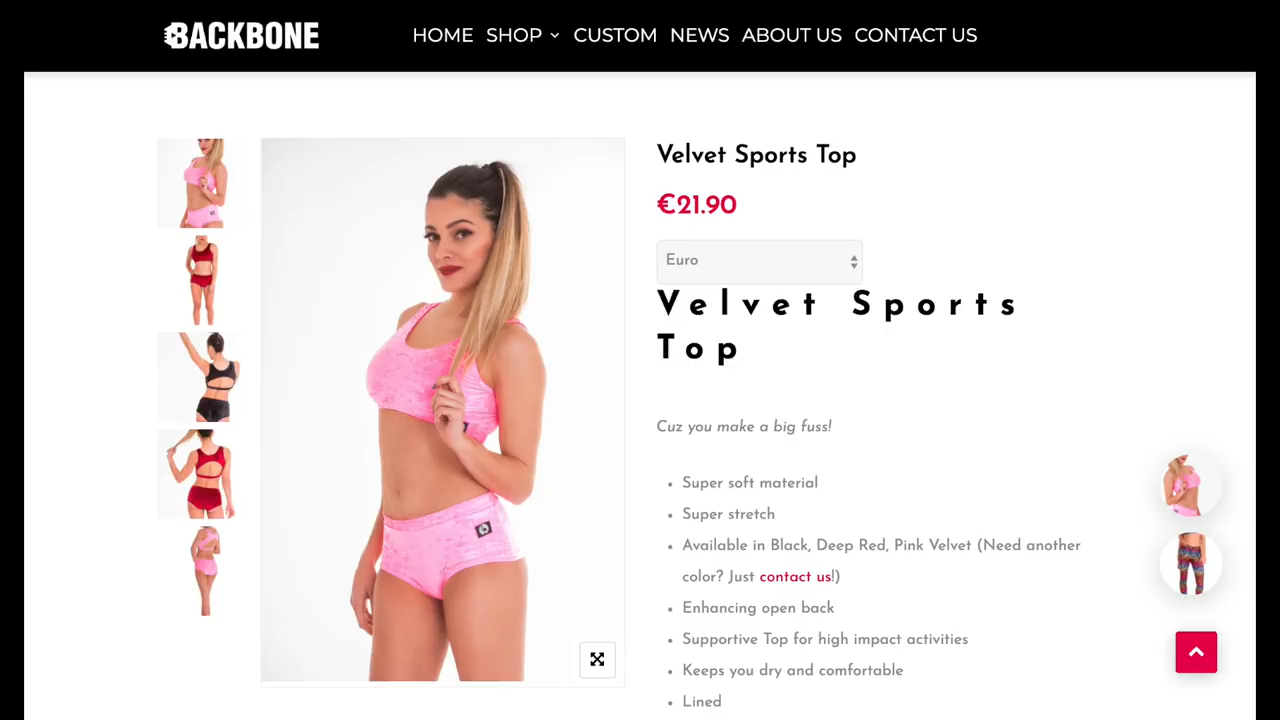 BACKBONE
HOME SHOP CUSTOM NEWS ABOUT US CONTACT US
Velvet Sports Top
€21.90
Euro
Velvet Sports
Top
Cuz you make a big fuss!
Super soft material
Super stretch
Available in Black, Deep Red, Pink Velvet (Need another
color? Just contact us!)
Enhancing open back
Supportive Top for high impact activities
Keeps you dry and comfortable
Lined